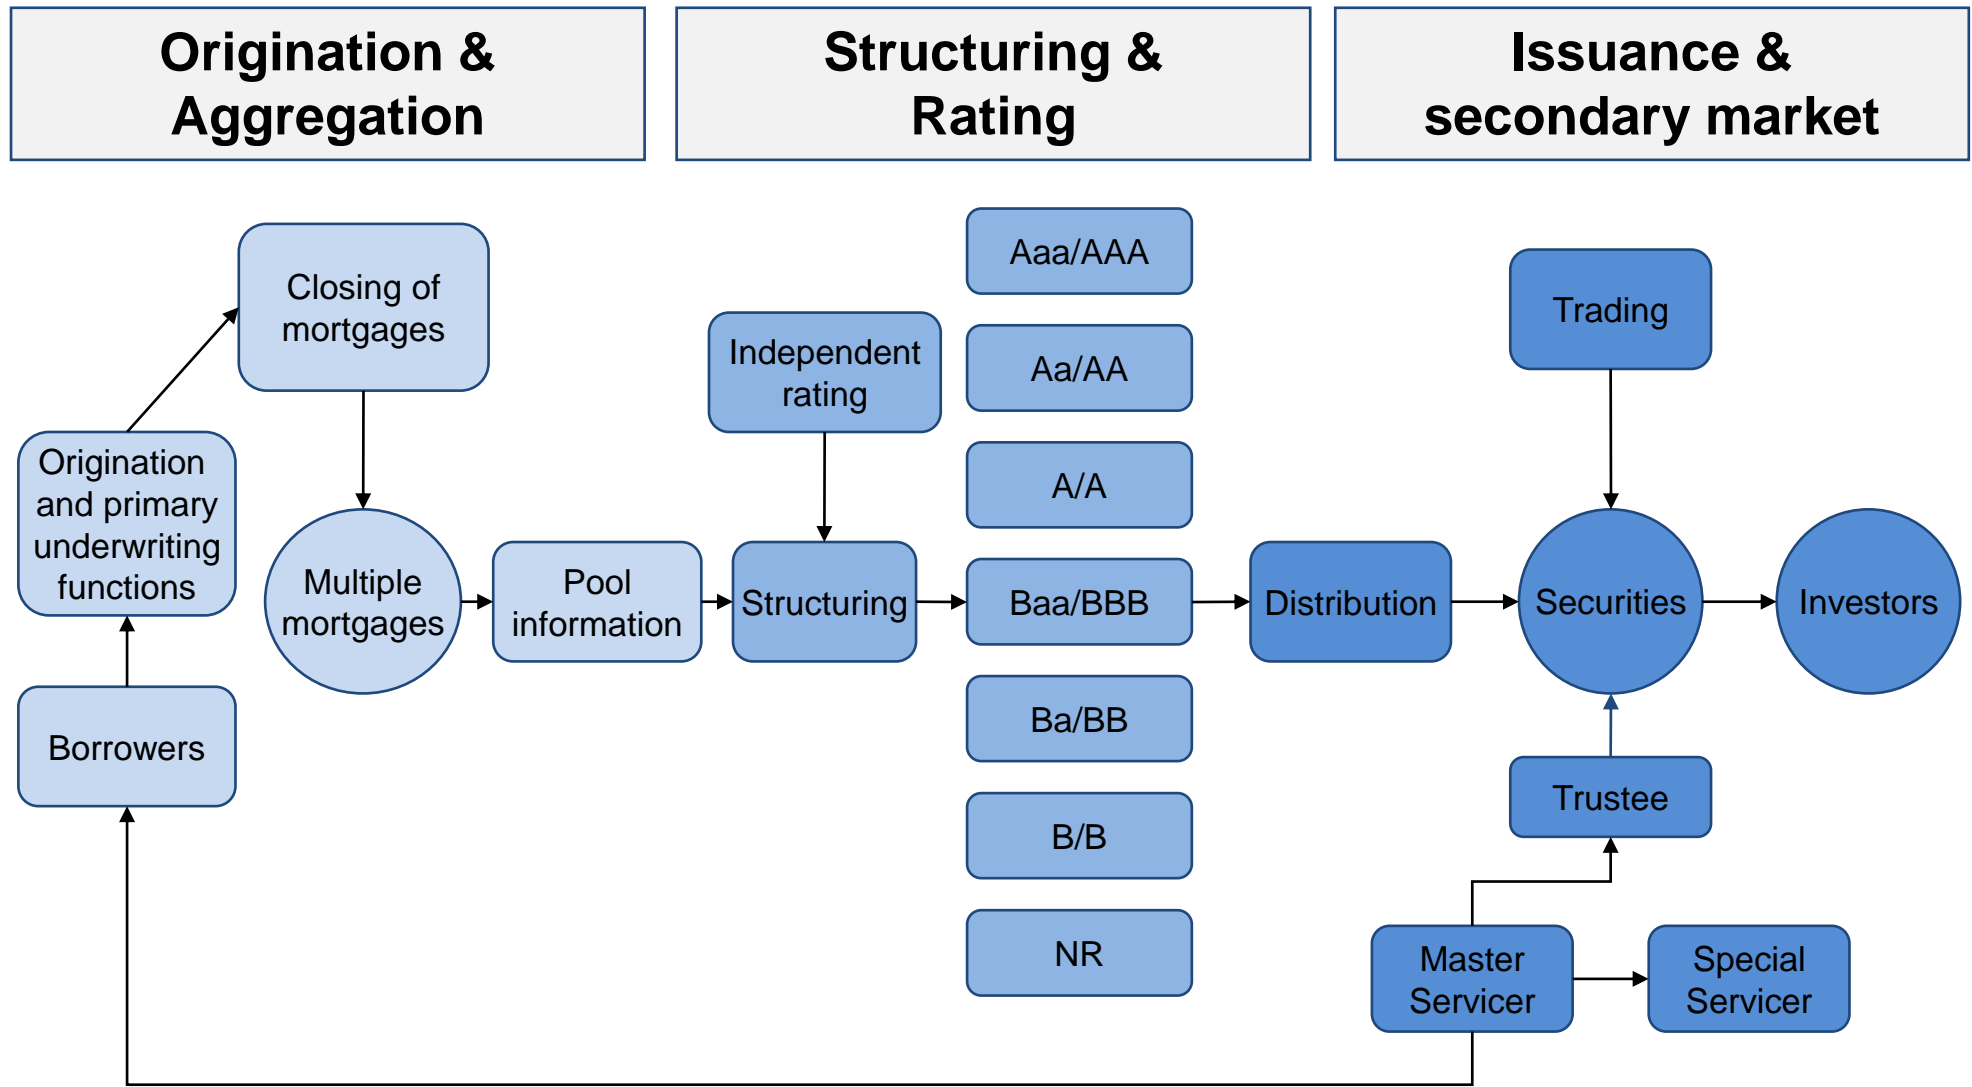 Origination &
Aggregation
Structuring &
Rating
Issuance &
secondary market
Closing of
mortgages
Origination
and primary
underwriting
functions
Borrowers
Multiple
mortgages
Pool
information
Independent
rating
Structuring
Aaa/AAA
Aa/AA
A/A
Baa/BBB
Ba/BB
B/B
NR
Distribution
Trading
Securities
Investors
Trustee
Master
Servicer
Special
Servicer